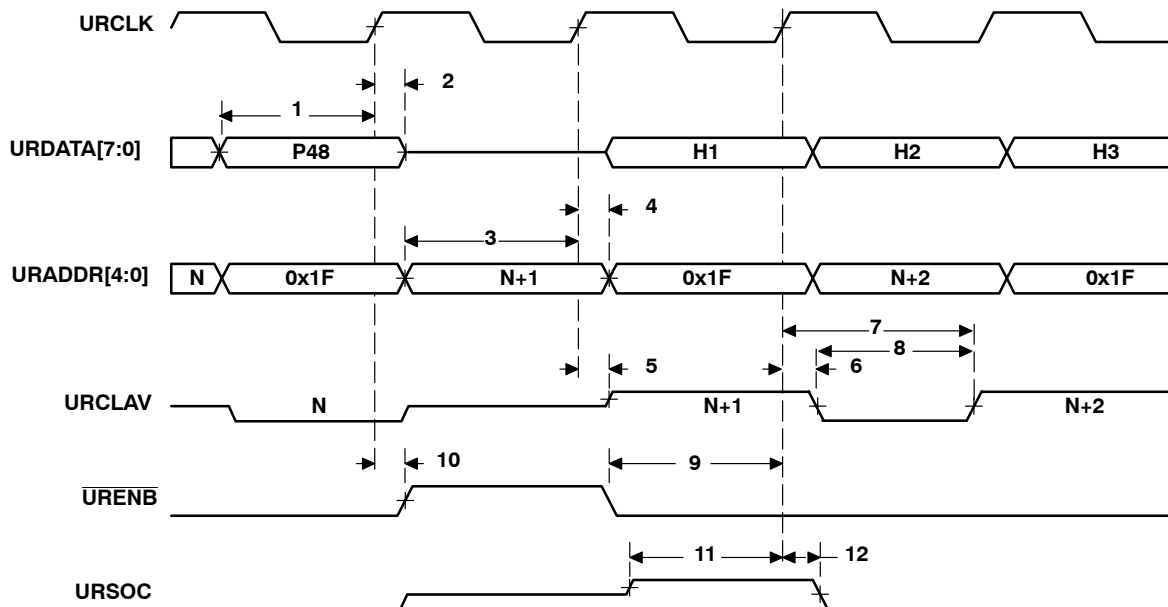 URCLK
2
1
URDATA[7:0] P48 H1 H2 H3
4
3
URADDR[4:0] N 0x1F N+1 0x1F N+2 0x1F
7
8
5 6
URCLAV N N+1 N+2
10 9
URENB
11 12
URSOC